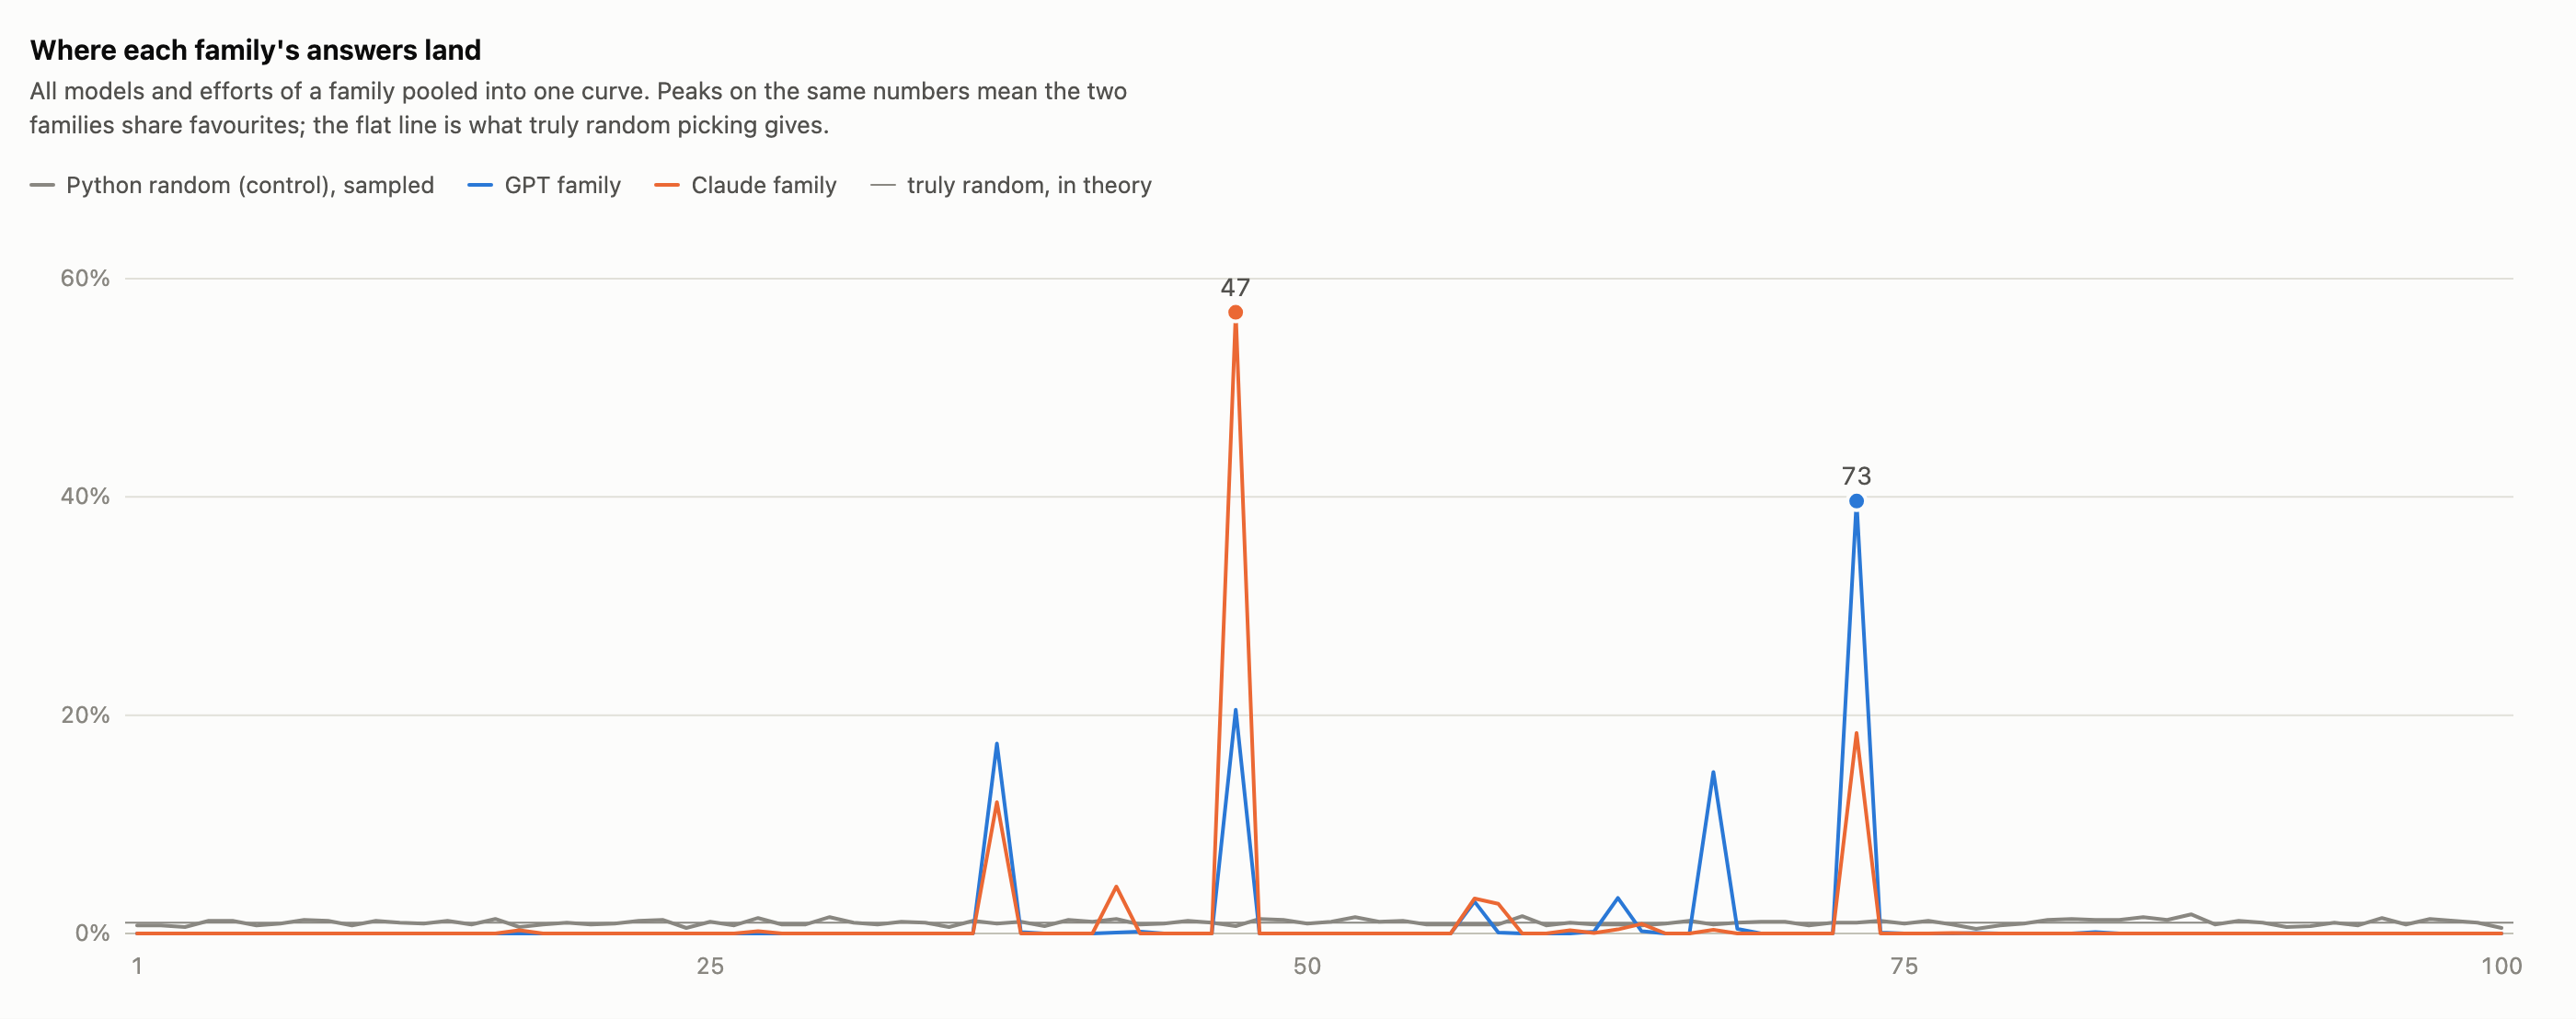 Where each family's answers land
All models and efforts of a family pooled into one curve. Peaks on the same numbers mean the two
families share favourites; the flat line is what truly random picking gives.
Python random (control), sampled GPT family Claude family truly random, in theory
60%
47
73
40%
20%
0%
1 25 50 75 100